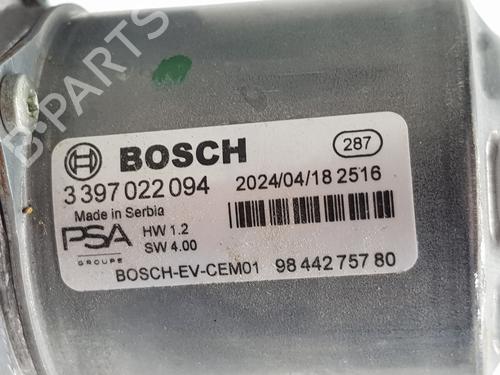 BOSCH
287
3 397 022 094 2024/04/18 2516
Made in Serbia
PSA
GROUPE
HW 1.2
SW 4.00
BOSCH-EV-CEM01 98 442 757 80